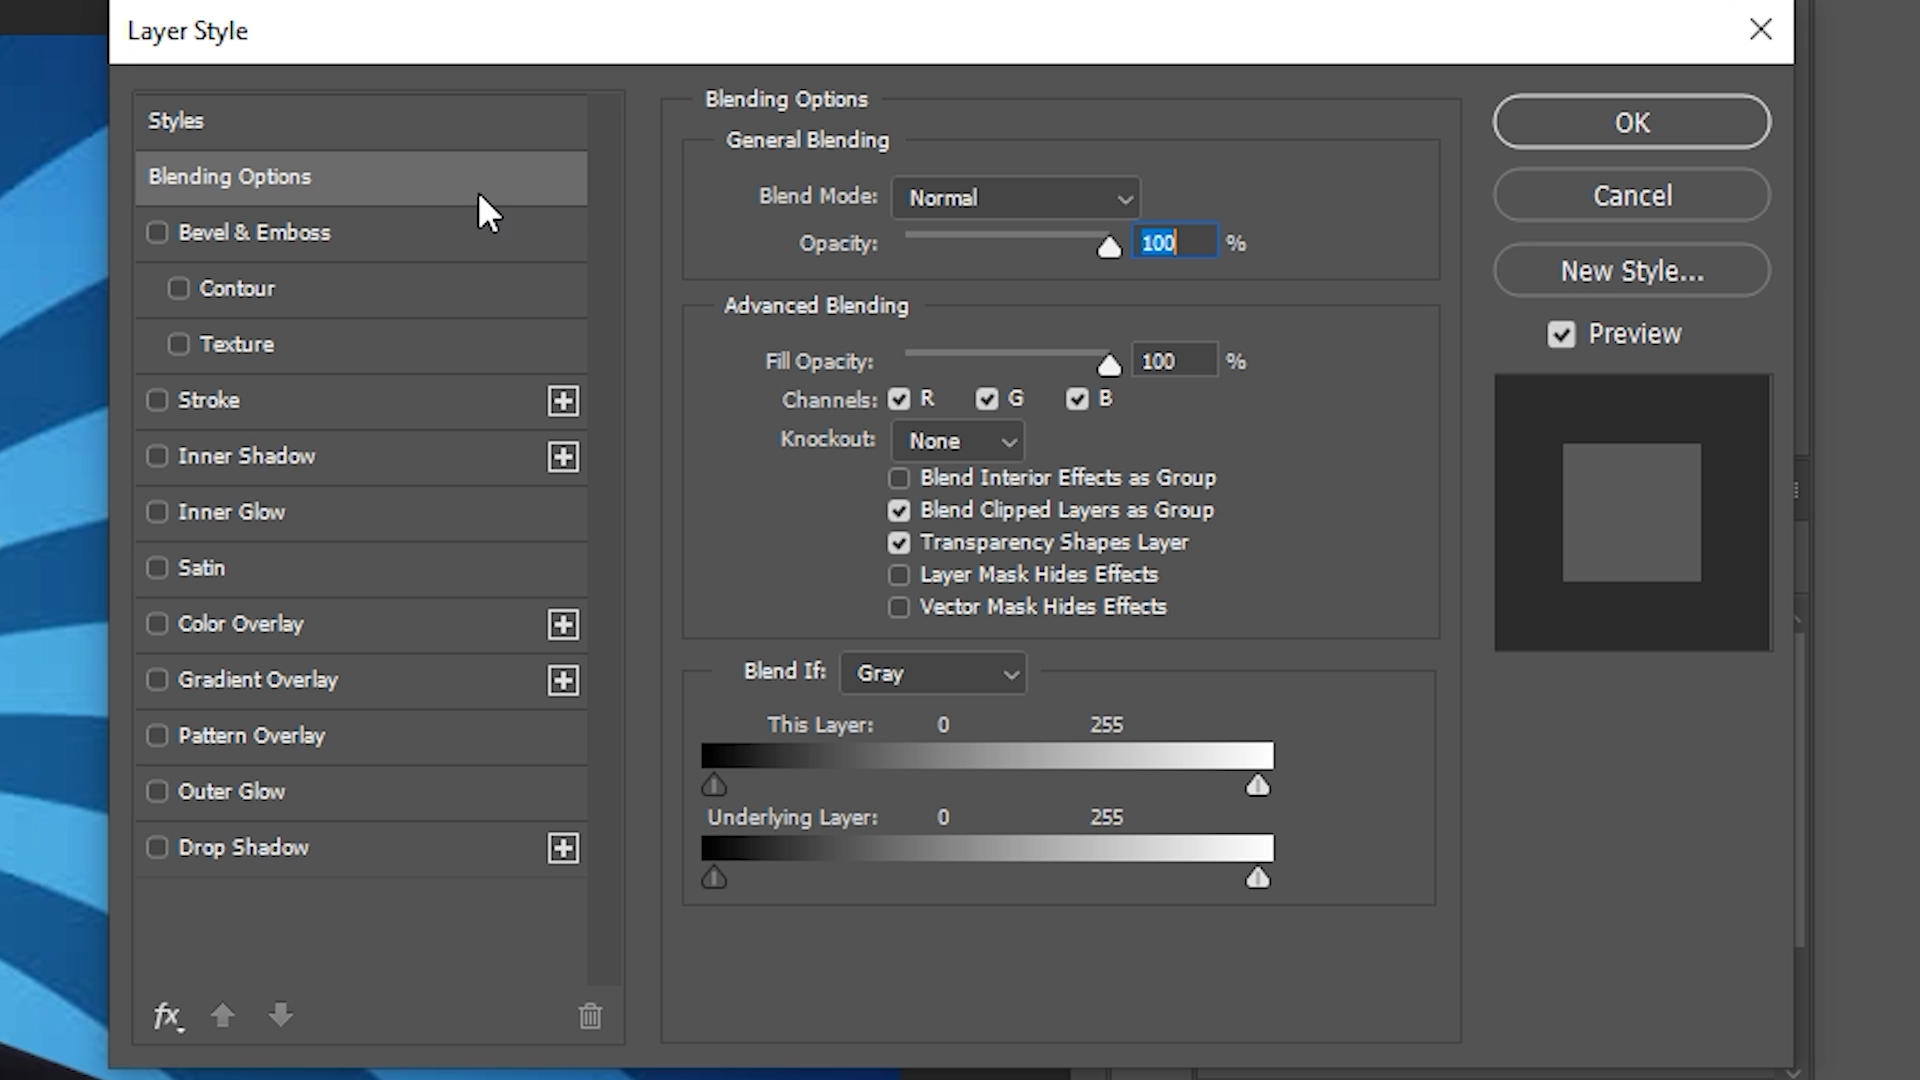 Layer Style
Styles
Blending Options
Bevel & Emboss
Contour
Texture
Stroke
Inner Shadow
Inner Glow
Satin
Color Overlay
Gradient Overlay
Pattern Overlay
Outer Glow
Drop Shadow
fx
Blending Options
General Blending
Blend Mode: Normal
Opacity: 100 %
Advanced Blending
Fill Opacity: 100 %
Channels: R G B
Knockout: None
Blend Interior Effects as Group
Blend Clipped Layers as Group
Transparency Shapes Layer
Layer Mask Hides Effects
Vector Mask Hides Effects
Blend If: Gray
This Layer: 0 255
Underlying Layer: 0 255
OK
Cancel
New Style...
Preview